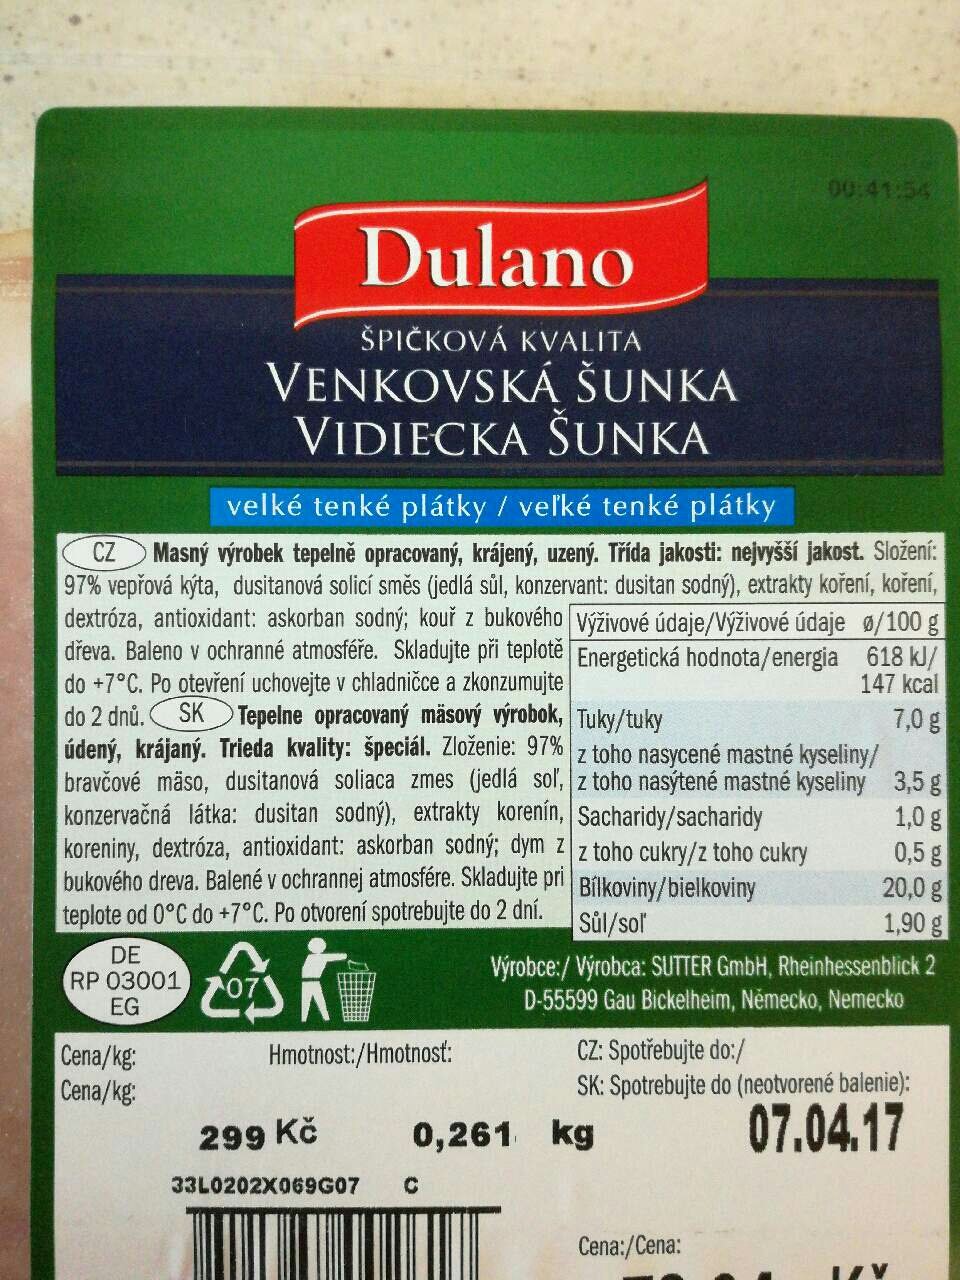 00:41:54
Dulano
ŠPIČKOVÁ KVALITA
VENKOVSKÁ ŠUNKA
VIDIECKA ŠUNKA
velké tenké plátky / veľké tenké plátky
CZ Masný výrobek tepelně opracovaný, krájený, uzený. Třída jakosti: nejvyšší jakost. Složení:
97% vepřová kýta, dusitanová solicí směs (jedlá sůl, konzervant: dusitan sodný), extrakty koření, koření,
dextróza, antioxidant: askorban sodný; kouř z bukového
dřeva. Baleno v ochranné atmosféře. Skladujte při teplotě
do +7°C. Po otevření uchovejte v chladničce a zkonzumujte
do 2 dnů. SK Tepelne opracovaný mäsový výrobok,
údený, krájaný. Trieda kvality: špeciál. Zloženie: 97%
bravčové mäso, dusitanová soliaca zmes (jedlá soľ,
konzervačná látka: dusitan sodný), extrakty korenín,
koreniny, dextróza, antioxidant: askorban sodný; dym z
bukového dreva. Balené v ochrannej atmosfére. Skladujte pri
teplote od 0°C do +7°C. Po otvorení spotrebujte do 2 dní.
Výživové údaje/Výživové údaje ø/100 g
Energetická hodnota/energia 618 kJ/
147 kcal
Tuky/tuky 7,0 g
z toho nasycené mastné kyseliny/
z toho nasýtené mastné kyseliny 3,5 g
Sacharidy/sacharidy 1,0 g
z toho cukry/z toho cukry 0,5 g
Bílkoviny/bielkoviny 20,0 g
Sůl/soľ 1,90 g
DE
RP 03001
EG
07
Výrobce:/ Výrobca: SUTTER GmbH, Rheinhessenblick 2
D-55599 Gau Bickelheim, Německo, Nemecko
Cena/kg: Hmotnost:/Hmotnosť: CZ: Spotřebujte do:/
Cena/kg: SK: Spotrebujte do (neotvorené balenie):
299 Kč 0,261 kg 07.04.17
33L0202X069G07 C
Cena:/Cena: